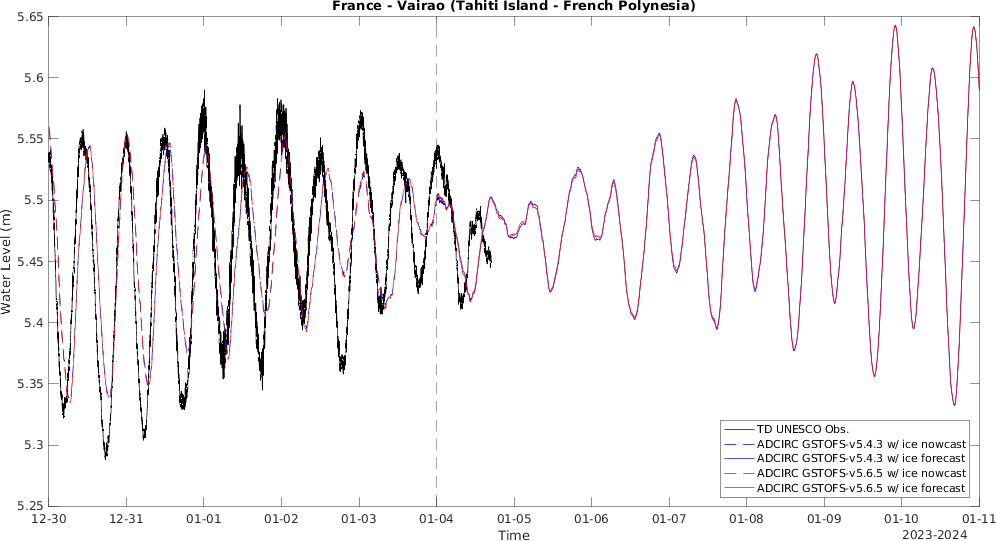 France - Vairao (Tahiti Island - French Polynesia)
5.65
5.6
5.55
5.5
5.45
5.4
5.35
5.3
5.25
Water Level (m)
TD UNESCO Obs.
ADCIRC GSTOFS-v5.4.3 w/ ice nowcast
ADCIRC GSTOFS-v5.4.3 w/ ice forecast
ADCIRC GSTOFS-v5.6.5 w/ ice nowcast
ADCIRC GSTOFS-v5.6.5 w/ ice forecast
12-30 12-31 01-01 01-02 01-03 01-04 01-05 01-06 01-07 01-08 01-09 01-10 01-11
Time
2023-2024